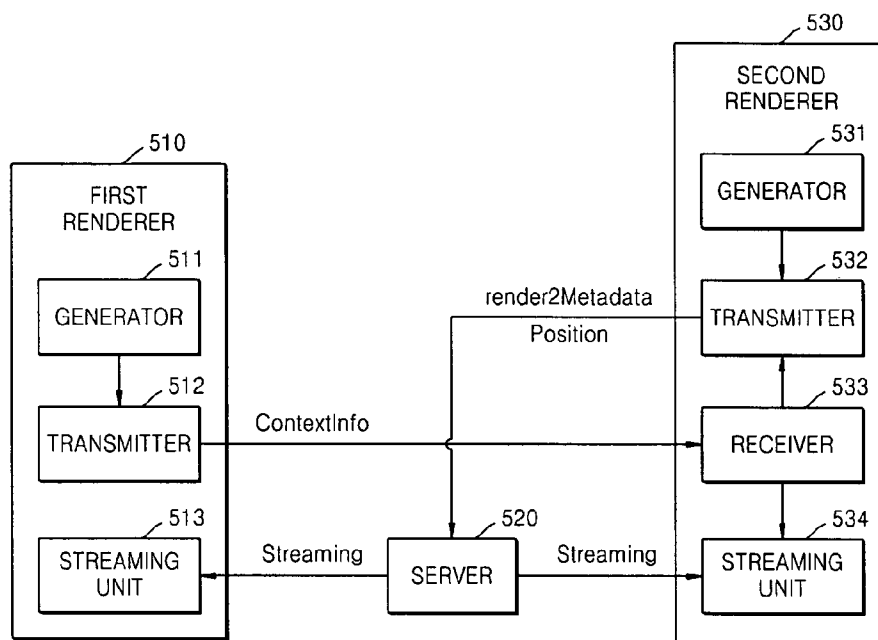 530
SECOND
RENDERER
531
GENERATOR
532
TRANSMITTER
533
RECEIVER
534
STREAMING
UNIT
510
FIRST
RENDERER
511
GENERATOR
512
TRANSMITTER
513
STREAMING
UNIT
render2Metadata
Position
ContextInfo
Streaming
520
SERVER
Streaming